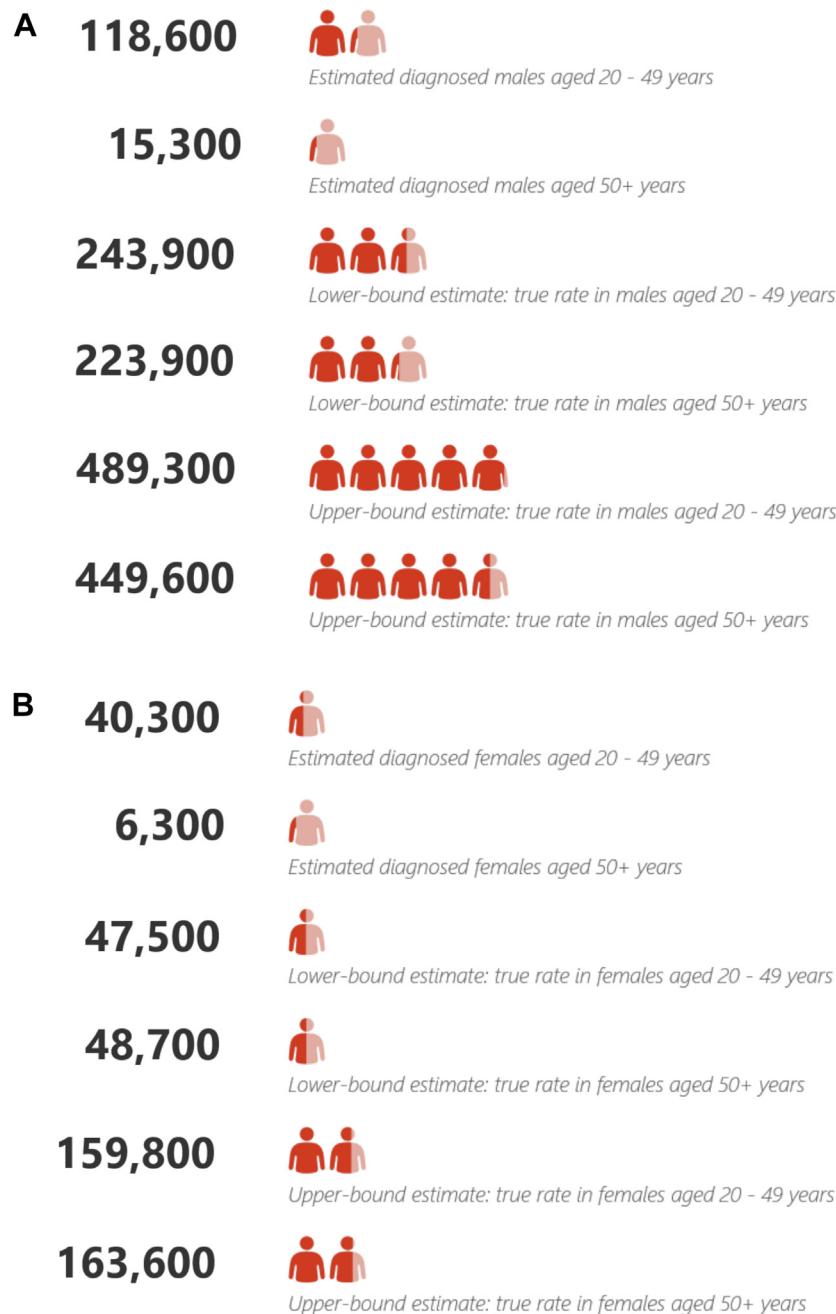 A
118,600
Estimated diagnosed males aged 20 - 49 years
15,300
Estimated diagnosed males aged 50+ years
243,900
Lower-bound estimate: true rate in males aged 20 - 49 years
223,900
Lower-bound estimate: true rate in males aged 50+ years
489,300
Upper-bound estimate: true rate in males aged 20 - 49 years
449,600
Upper-bound estimate: true rate in males aged 50+ years
B
40,300
Estimated diagnosed females aged 20 - 49 years
6,300
Estimated diagnosed females aged 50+ years
47,500
Lower-bound estimate: true rate in females aged 20 - 49 years
48,700
Lower-bound estimate: true rate in females aged 50+ years
159,800
Upper-bound estimate: true rate in females aged 20 - 49 years
163,600
Upper-bound estimate: true rate in females aged 50+ years